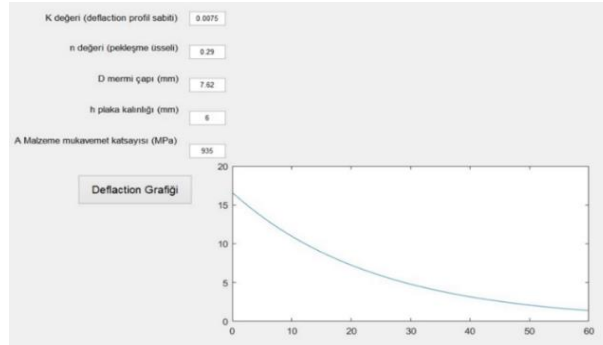 K değeri (deflaction profil sabiti) 0.0075
n değeri (pekleşme üsseli) 0.29
D mermi çapı (mm) 7.62
h plaka kalınlığı (mm) 6
A Malzeme mukavemet katsayısı (MPa) 935
Deflaction Grafiği
20
15
10
5
0
0 10 20 30 40 50 60